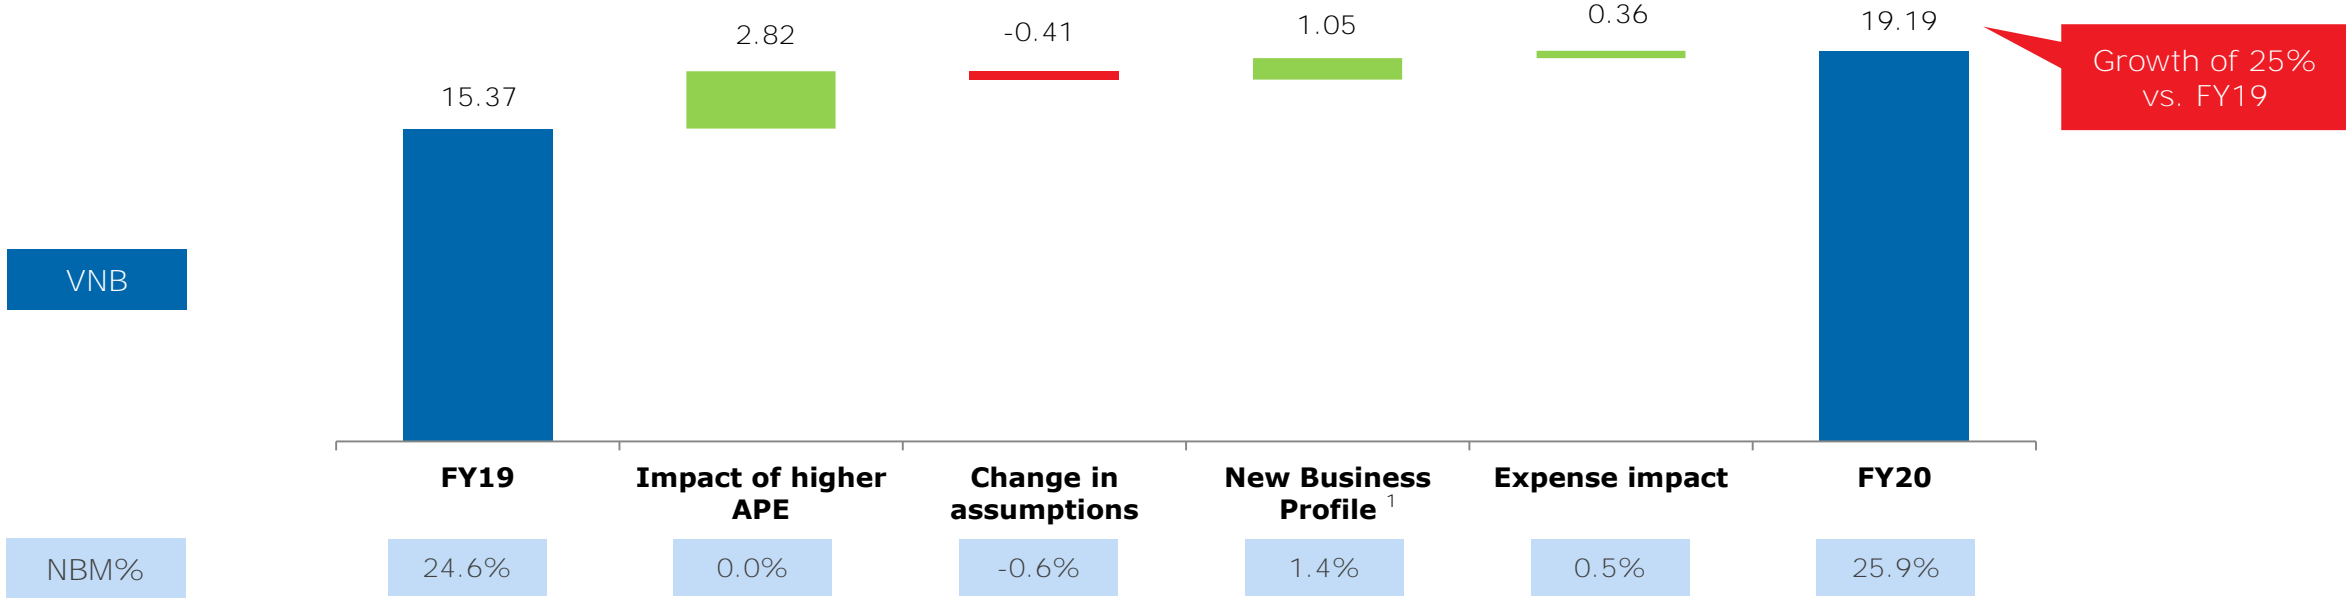 2.82
-0.41
1.05
0.36
19.19
15.37
Growth of 25%
vs. FY19
VNB
FY19
Impact of higher
APE
Change in
assumptions
New Business
Profile 1
Expense impact
FY20
NBM%
24.6%
0.0%
-0.6%
1.4%
0.5%
25.9%